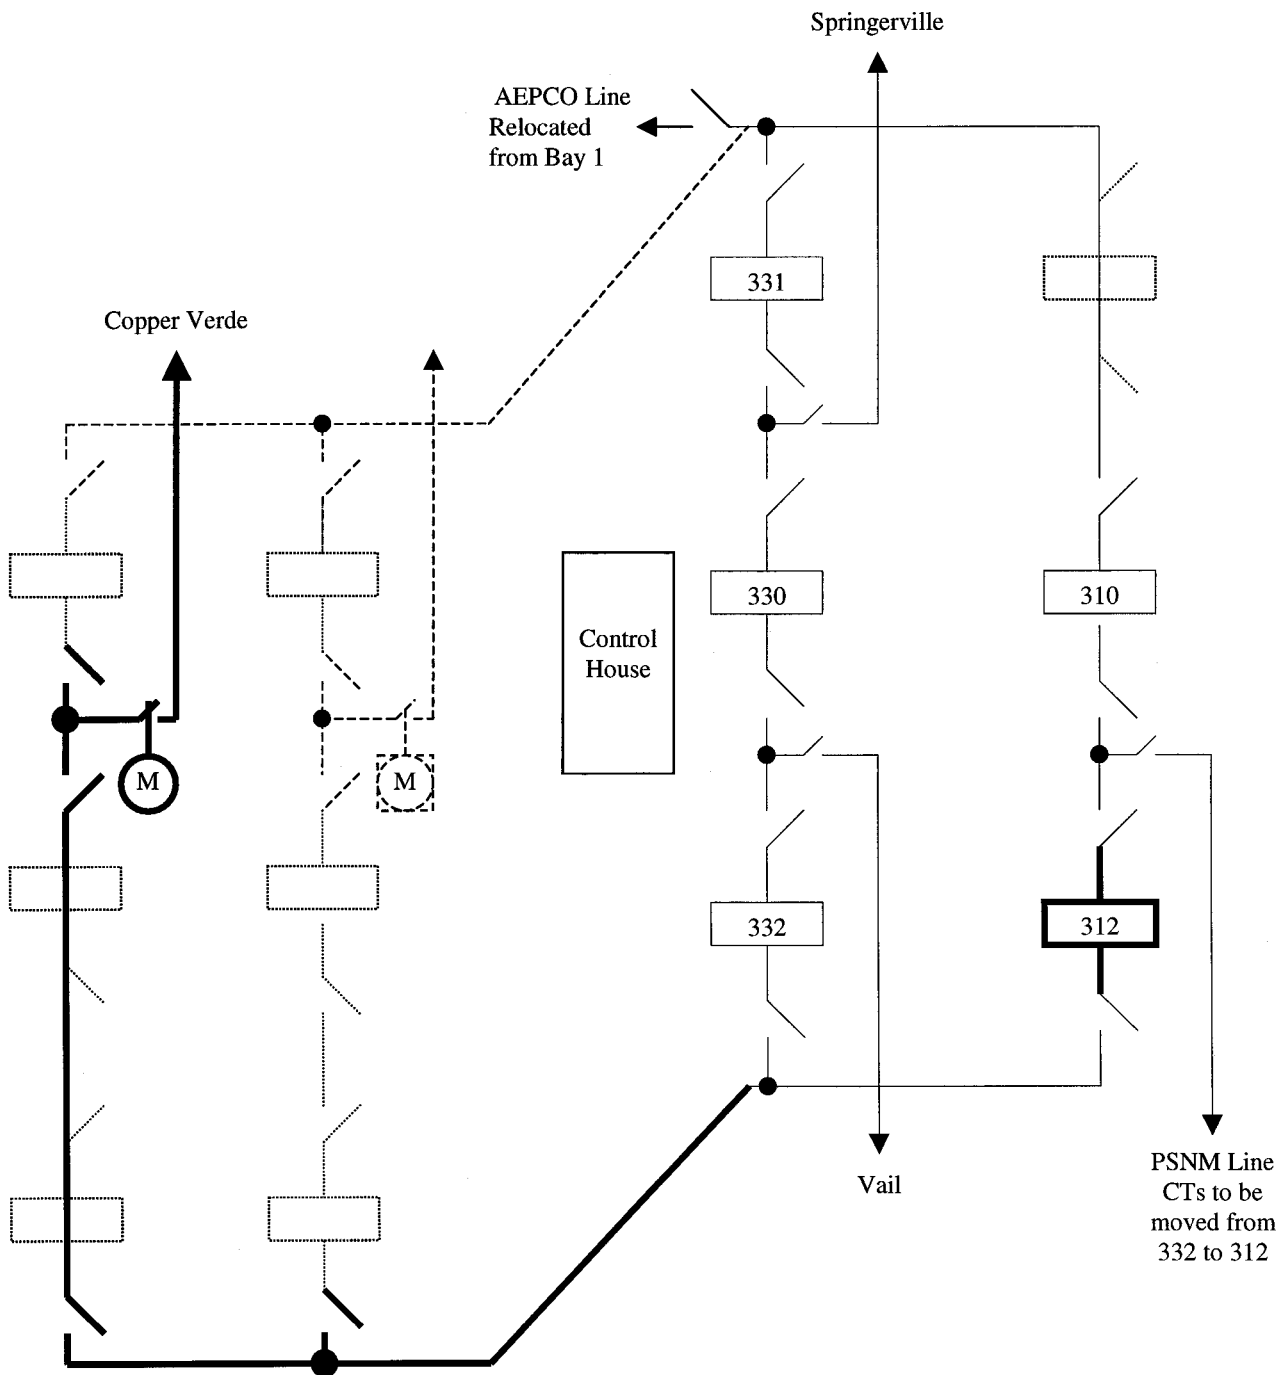 Springerville
AEPCO Line
Relocated
from Bay 1
331
Copper Verde
330
310
Control
House
M
M
332
312
Vail
PSNM Line
CTs to be
moved from
332 to 312